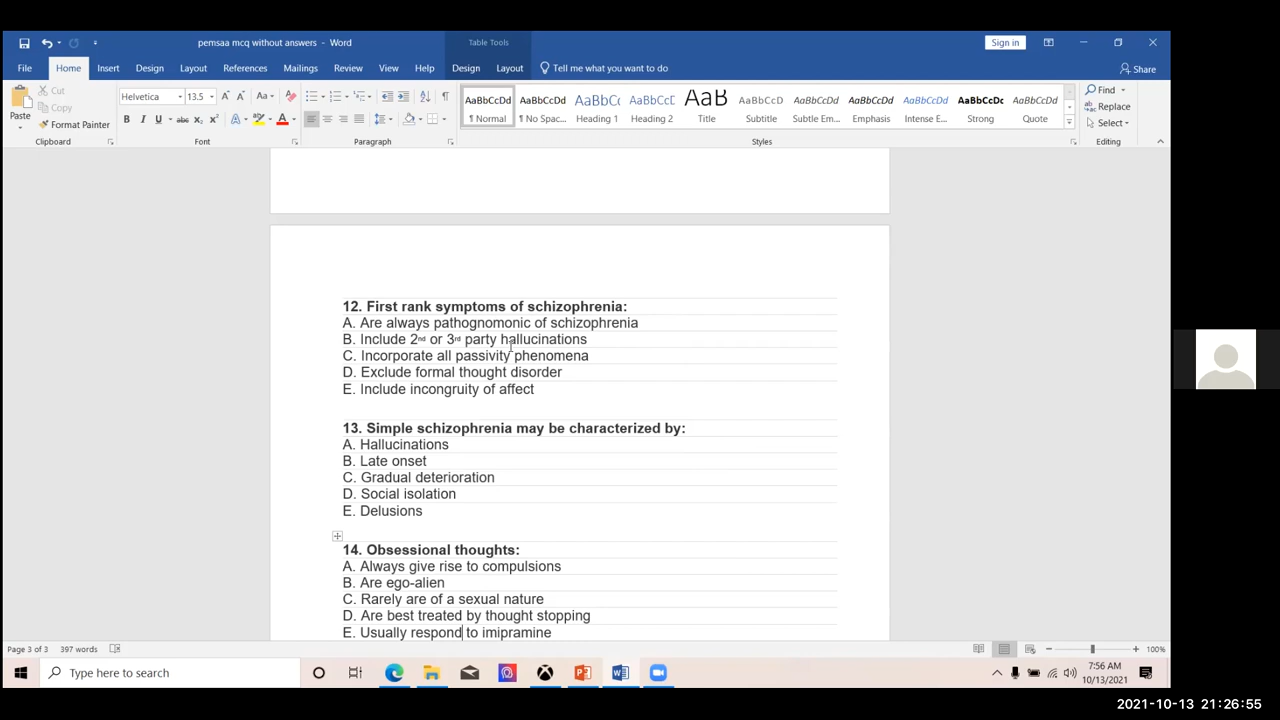 pemsaa mcq without answers - Word
Table Tools
Sign in
File Home Insert Design Layout References Mailings Review View Help Design Layout Tell me what you want to do Share
Cut
Copy
Paste
Format Painter
Clipboard
Helvetica 13.5
Font
Paragraph
AaBbCcDd AaBbCcDd AaBbCc AaBbCcD AaB AaBbCcD AaBbCcDd AaBbCcDd AaBbCcDd AaBbCcDc AaBbCcDd
¶ Normal ¶ No Spac... Heading 1 Heading 2 Title Subtitle Subtle Em... Emphasis Intense E... Strong Quote
Styles
Find
Replace
Select
Editing
12. First rank symptoms of schizophrenia:
A. Are always pathognomonic of schizophrenia
B. Include 2nd or 3rd party hallucinations
C. Incorporate all passivity phenomena
D. Exclude formal thought disorder
E. Include incongruity of affect
13. Simple schizophrenia may be characterized by:
A. Hallucinations
B. Late onset
C. Gradual deterioration
D. Social isolation
E. Delusions
14. Obsessional thoughts:
A. Always give rise to compulsions
B. Are ego-alien
C. Rarely are of a sexual nature
D. Are best treated by thought stopping
E. Usually respond to imipramine
Page 3 of 3 397 words
100%
Type here to search
7:56 AM
10/13/2021
2021-10-13 21:26:55